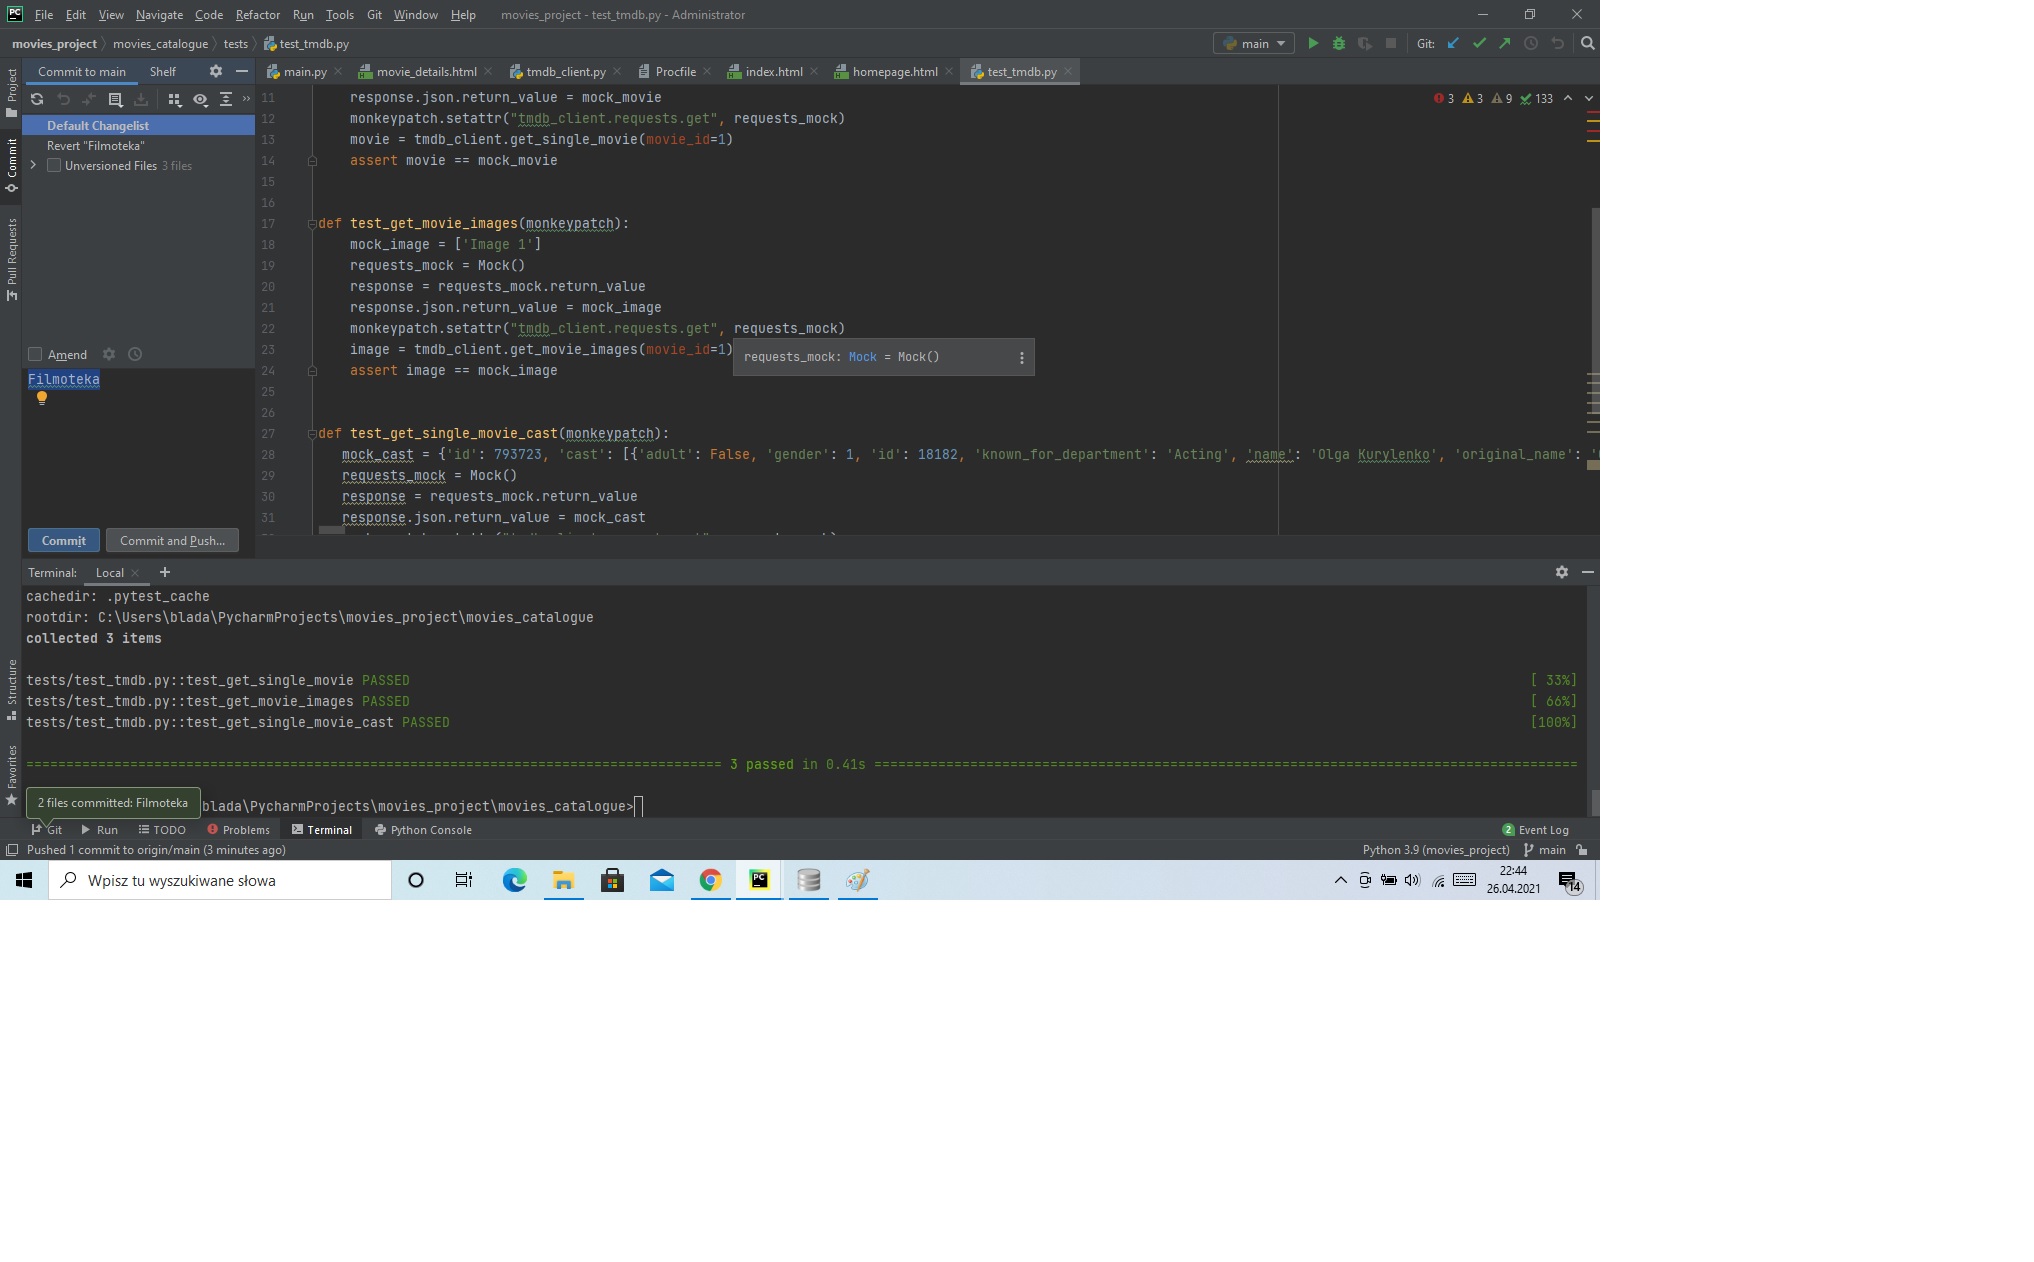 PC File Edit View Navigate Code Refactor Run Tools Git Window Help movies_project - test_tmdb.py - Administrator
movies_project movies_catalogue tests test_tmdb.py main Git:
Project
Commit
Pull Requests
Structure
Favorites
Commit to main Shelf
Default Changelist
Revert "Filmoteka"
Unversioned Files 3 files
Amend
Filmoteka
Commit Commit and Push...
main.py movie_details.html tmdb_client.py Procfile index.html homepage.html test_tmdb.py
3 3 9 133
11 response.json.return_value = mock_movie
12 monkeypatch.setattr("tmdb_client.requests.get", requests_mock)
13 movie = tmdb_client.get_single_movie(movie_id=1)
14 assert movie == mock_movie
15
16
17 def test_get_movie_images(monkeypatch):
18 mock_image = ['Image 1']
19 requests_mock = Mock()
20 response = requests_mock.return_value
21 response.json.return_value = mock_image
22 monkeypatch.setattr("tmdb_client.requests.get", requests_mock)
23 image = tmdb_client.get_movie_images(movie_id=1)
requests_mock: Mock = Mock()
24 assert image == mock_image
25
26
27 def test_get_single_movie_cast(monkeypatch):
28 mock_cast = {'id': 793723, 'cast': [{'adult': False, 'gender': 1, 'id': 18182, 'known_for_department': 'Acting', 'name': 'Olga Kurylenko', 'original_name': '
29 requests_mock = Mock()
30 response = requests_mock.return_value
31 response.json.return_value = mock_cast
Terminal: Local +
cachedir: .pytest_cache
rootdir: C:\Users\blada\PycharmProjects\movies_project\movies_catalogue
collected 3 items
tests/test_tmdb.py::test_get_single_movie PASSED [ 33%]
tests/test_tmdb.py::test_get_movie_images PASSED [ 66%]
tests/test_tmdb.py::test_get_single_movie_cast PASSED [100%]
3 passed in 0.41s
2 files committed: Filmoteka
blada\PycharmProjects\movies_project\movies_catalogue>
Git Run TODO Problems Terminal Python Console 2 Event Log
Pushed 1 commit to origin/main (3 minutes ago) Python 3.9 (movies_project) main
Wpisz tu wyszukiwane słowa PC 22:44
26.04.2021 14